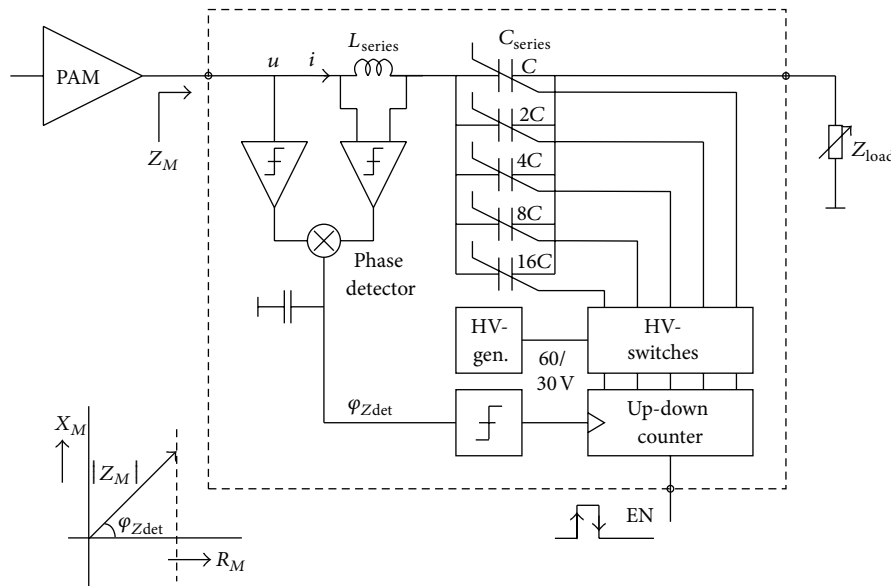 PAM
Z_M
u
i
L_series
C_series
C
2C
4C
8C
16C
Z_load
Phase
detector
HV-
gen.
60/
30 V
HV-
switches
φ_Zdet
Up-down
counter
EN
X_M
|Z_M|
φ_Zdet
R_M